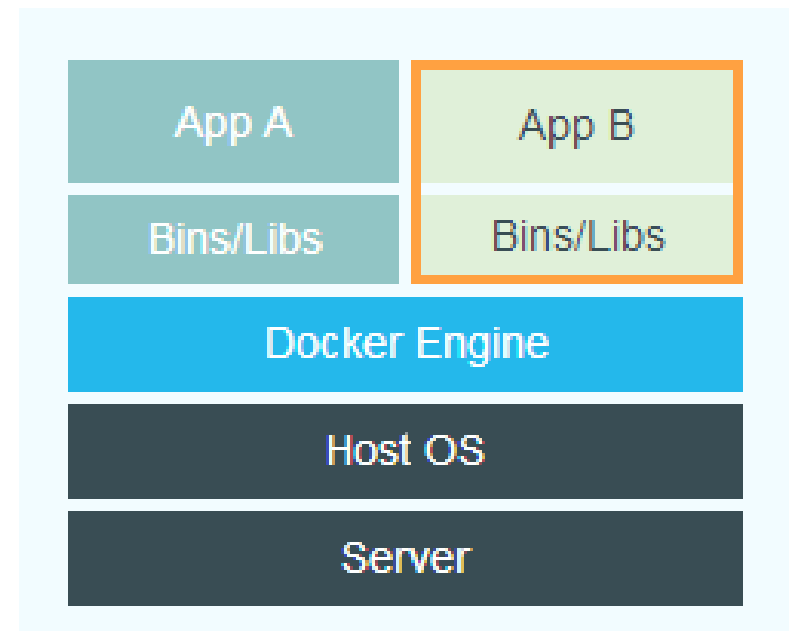 App A
App B
Bins/Libs
Bins/Libs
Docker Engine
Host OS
Server